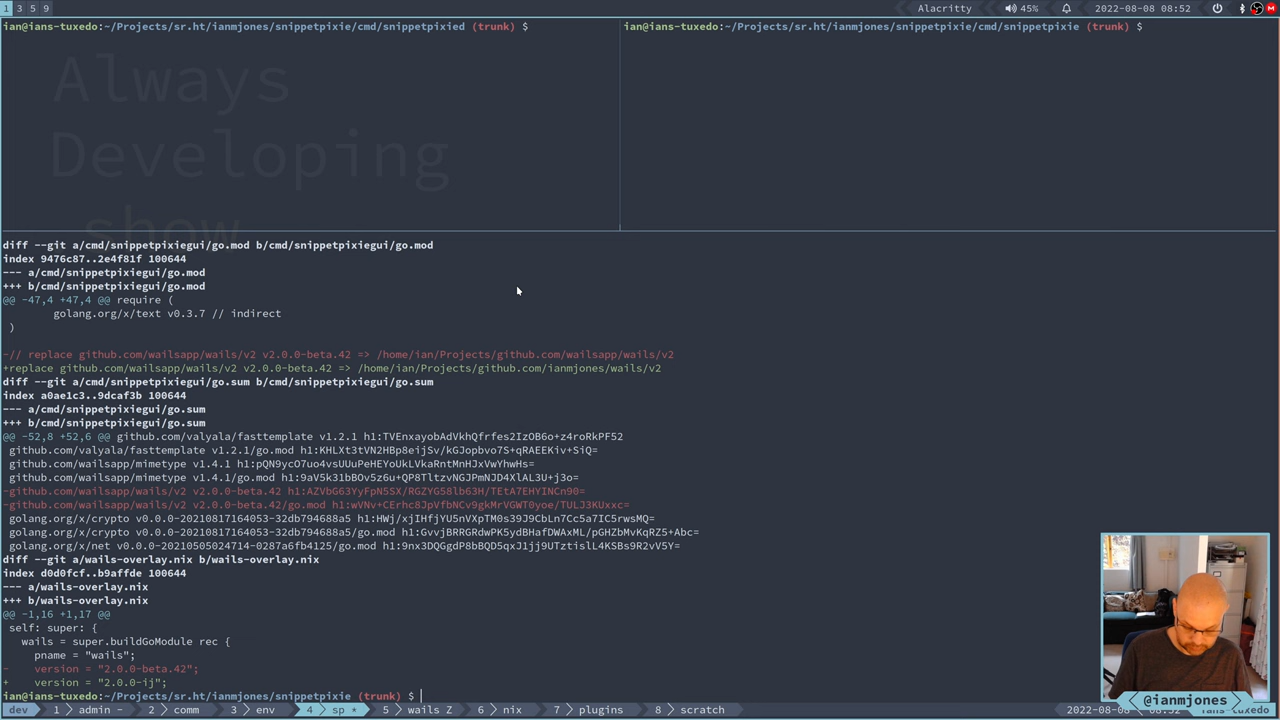 1 3 5 9
Alacritty
45%
2022-08-08 08:52
ian@ians-tuxedo:~/Projects/sr.ht/ianmjones/snippetpixie/cmd/snippetpixied (trunk) $
ian@ians-tuxedo:~/Projects/sr.ht/ianmjones/snippetpixie/cmd/snippetpixie (trunk) $
Always
Developing
show
diff --git a/cmd/snippetpixiegui/go.mod b/cmd/snippetpixiegui/go.mod
index 9476c87..2e4f81f 100644
--- a/cmd/snippetpixiegui/go.mod
+++ b/cmd/snippetpixiegui/go.mod
@@ -47,4 +47,4 @@ require (
golang.org/x/text v0.3.7 // indirect
)
-// replace github.com/wailsapp/wails/v2 v2.0.0-beta.42 => /home/ian/Projects/github.com/wailsapp/wails/v2
+replace github.com/wailsapp/wails/v2 v2.0.0-beta.42 => /home/ian/Projects/github.com/ianmjones/wails/v2
diff --git a/cmd/snippetpixiegui/go.sum b/cmd/snippetpixiegui/go.sum
index a0ae1c3..9dcaf3b 100644
--- a/cmd/snippetpixiegui/go.sum
+++ b/cmd/snippetpixiegui/go.sum
@@ -52,8 +52,6 @@ github.com/valyala/fasttemplate v1.2.1 h1:TVEnxayobAdVkhQfrfes2IzOB6o+z4roRkPF52
github.com/valyala/fasttemplate v1.2.1/go.mod h1:KHLXt3tVN2HBp8eijSv/kGJopbvo7S+qRAEEKiv+SiQ=
github.com/wailsapp/mimetype v1.4.1 h1:pQN9ycO7uo4vsUUuPeHEYoUkLVkaRntMnHJxVwYhwHs=
github.com/wailsapp/mimetype v1.4.1/go.mod h1:9aV5k31bBOv5z6u+QP8TltzvNGJPmNJD4XlAL3U+j3o=
-github.com/wailsapp/wails/v2 v2.0.0-beta.42 h1:AZVbG63YyFpN5SX/RGZYG58lb63H/TEtA7EHYINCn90=
-github.com/wailsapp/wails/v2 v2.0.0-beta.42/go.mod h1:wVNv+CErhc8JpVfbNCv9gkMrVGWT0yoe/TULJ3KUxxc=
golang.org/x/crypto v0.0.0-20210817164053-32db794688a5 h1:HWj/xjIHfjYU5nVXpTM0s39J9CbLn7Cc5a7IC5rwsMQ=
golang.org/x/crypto v0.0.0-20210817164053-32db794688a5/go.mod h1:GvvjBRRGRdwPK5ydBHafDWAxML/pGHZbMvKqRZ5+Abc=
golang.org/x/net v0.0.0-20210505024714-0287a6fb4125/go.mod h1:9nx3DQGgdP8bBQD5qxJ1jj9UTztislL4KSBs9R2vV5Y=
diff --git a/wails-overlay.nix b/wails-overlay.nix
index d0d0fcf..b9affde 100644
--- a/wails-overlay.nix
+++ b/wails-overlay.nix
@@ -1,16 +1,17 @@
self: super: {
wails = super.buildGoModule rec {
pname = "wails";
- version = "2.0.0-beta.42";
+ version = "2.0.0-ij";
ian@ians-tuxedo:~/Projects/sr.ht/ianmjones/snippetpixie (trunk) $
@ianmjones
dev 1 admin - 2 comm 3 env 4 sp * 5 wails Z 6 nix 7 plugins 8 scratch
2022-08-08 08:52 ians-tuxedo